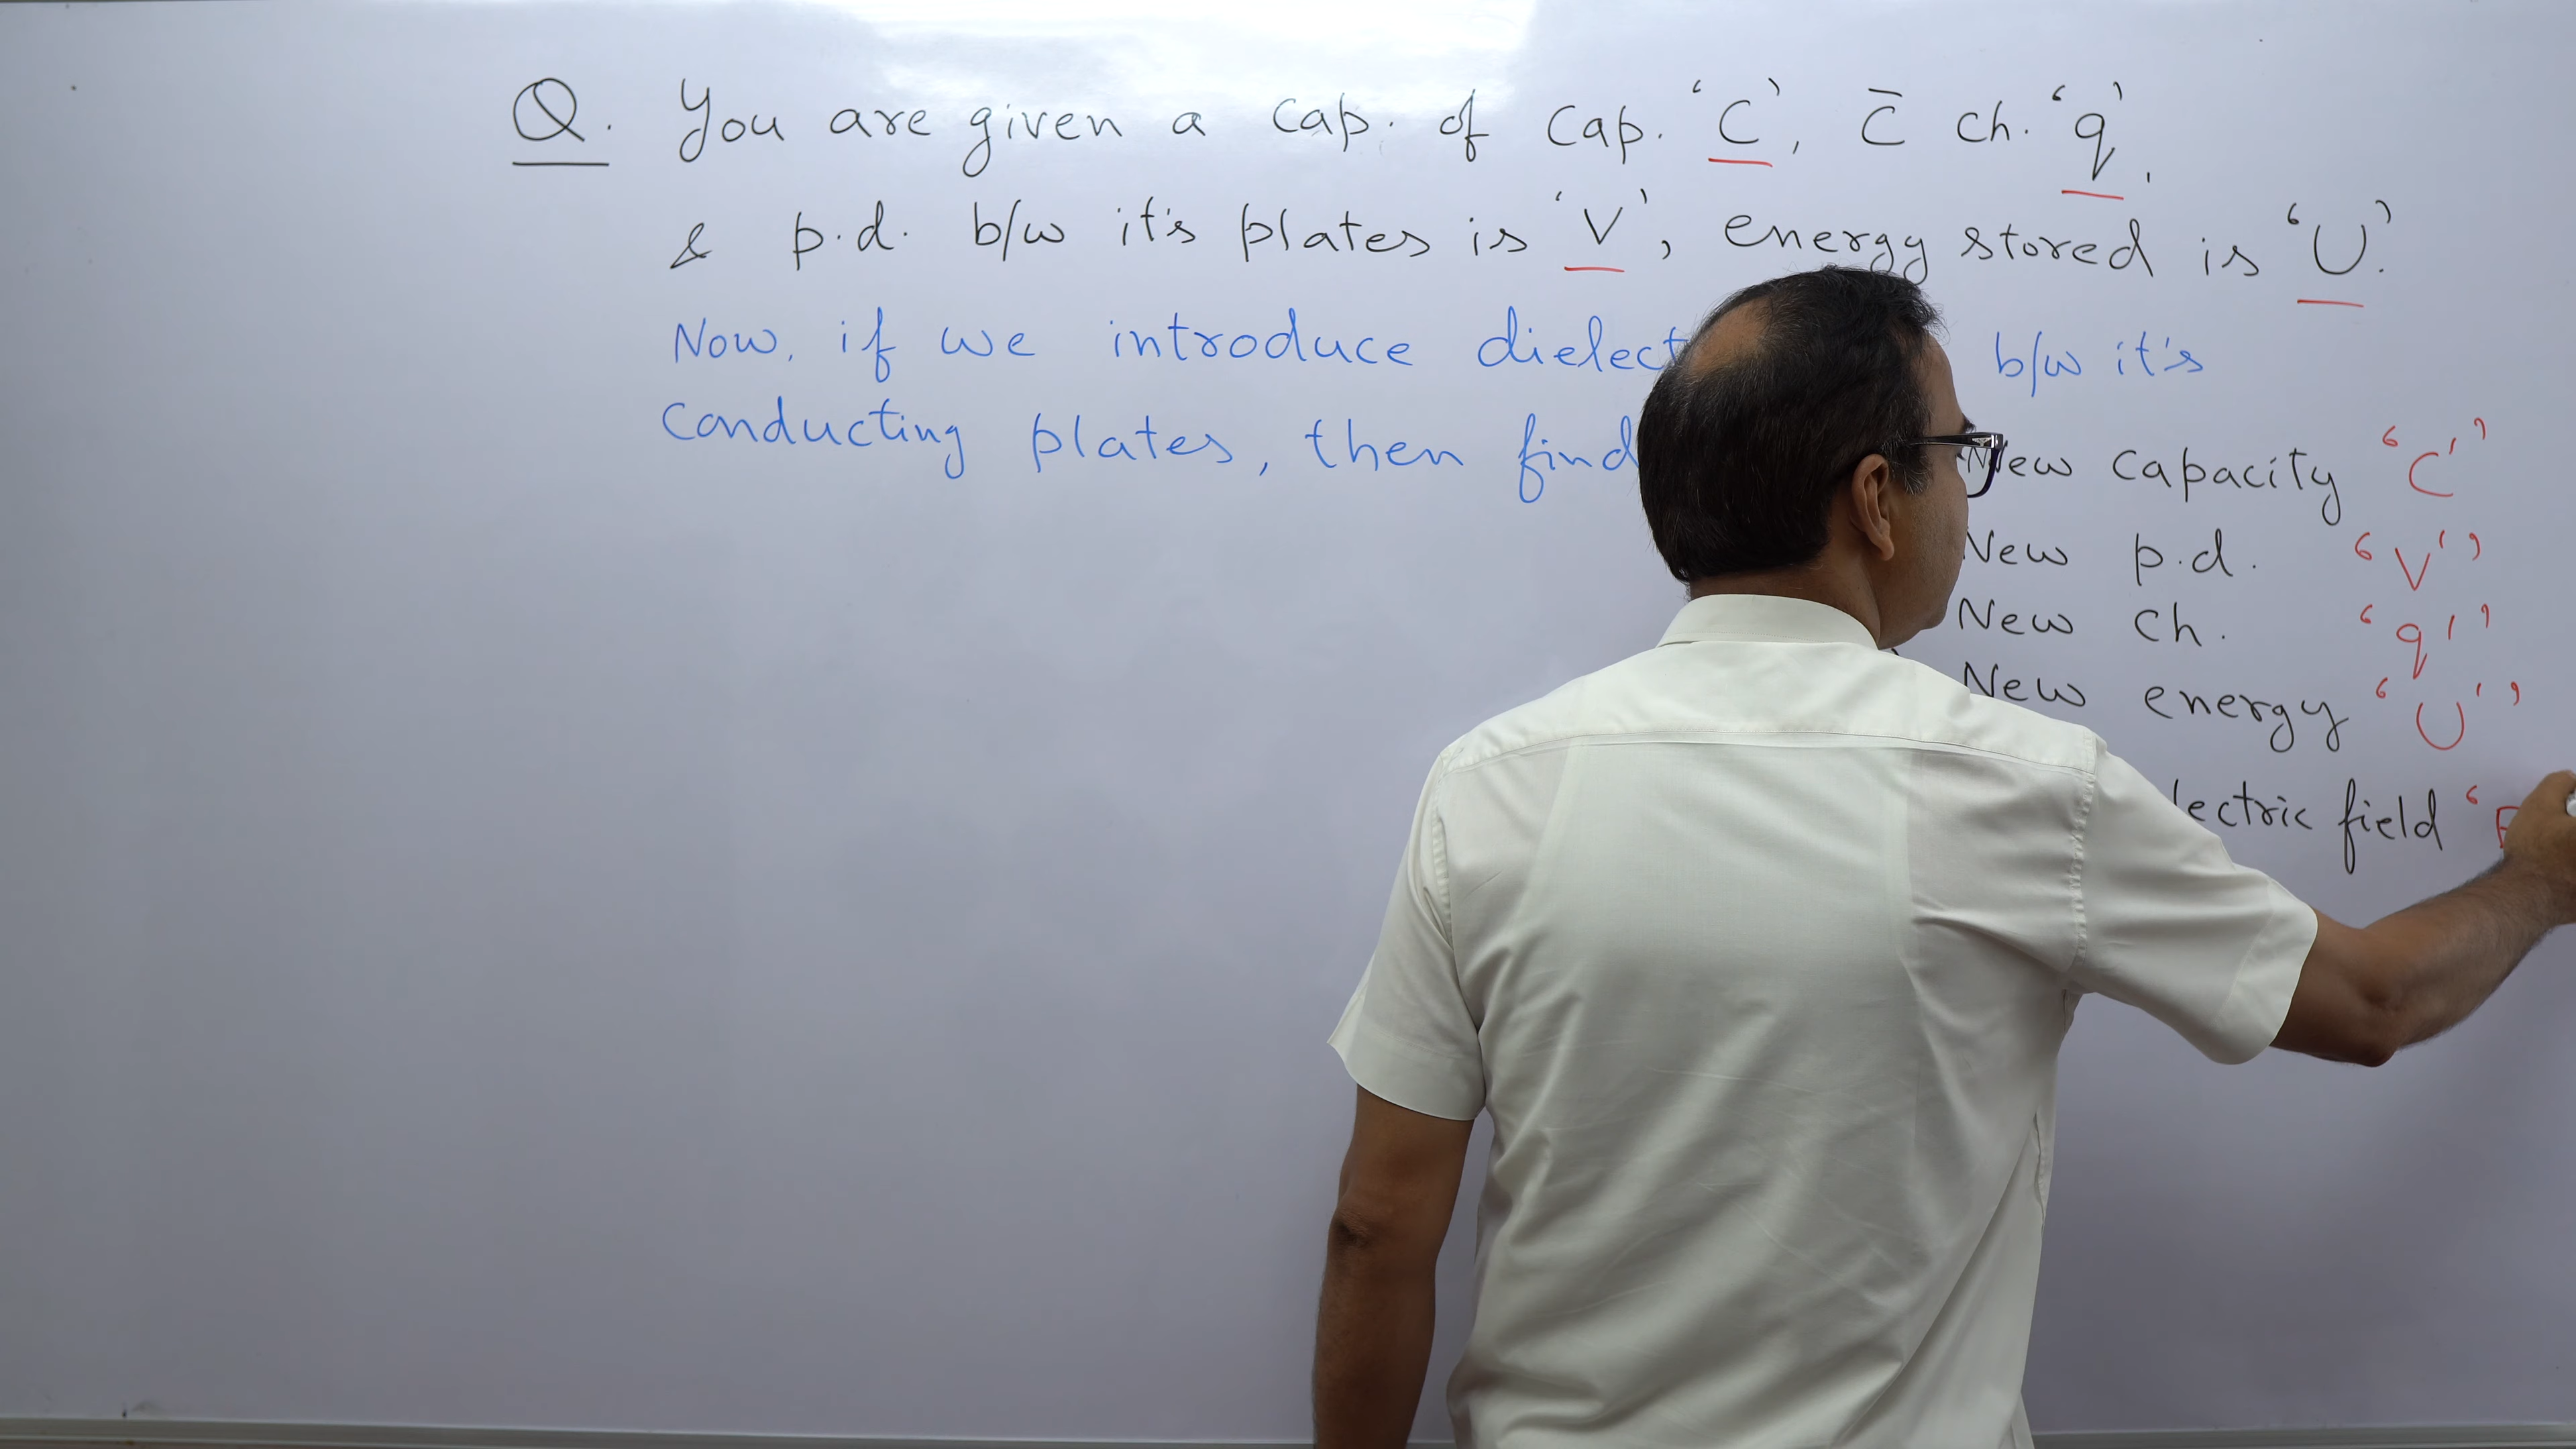 Q. You are given a cap. of cap. 'C', c̄ ch. 'q',
& p.d. b/w it's plates is 'V', energy stored is 'U'.
Now, if we introduce b/w it's
conducting plates, then find
New capacity 'C''
New p.d. 'V''
New ch. 'q''
New energy 'U''
field '